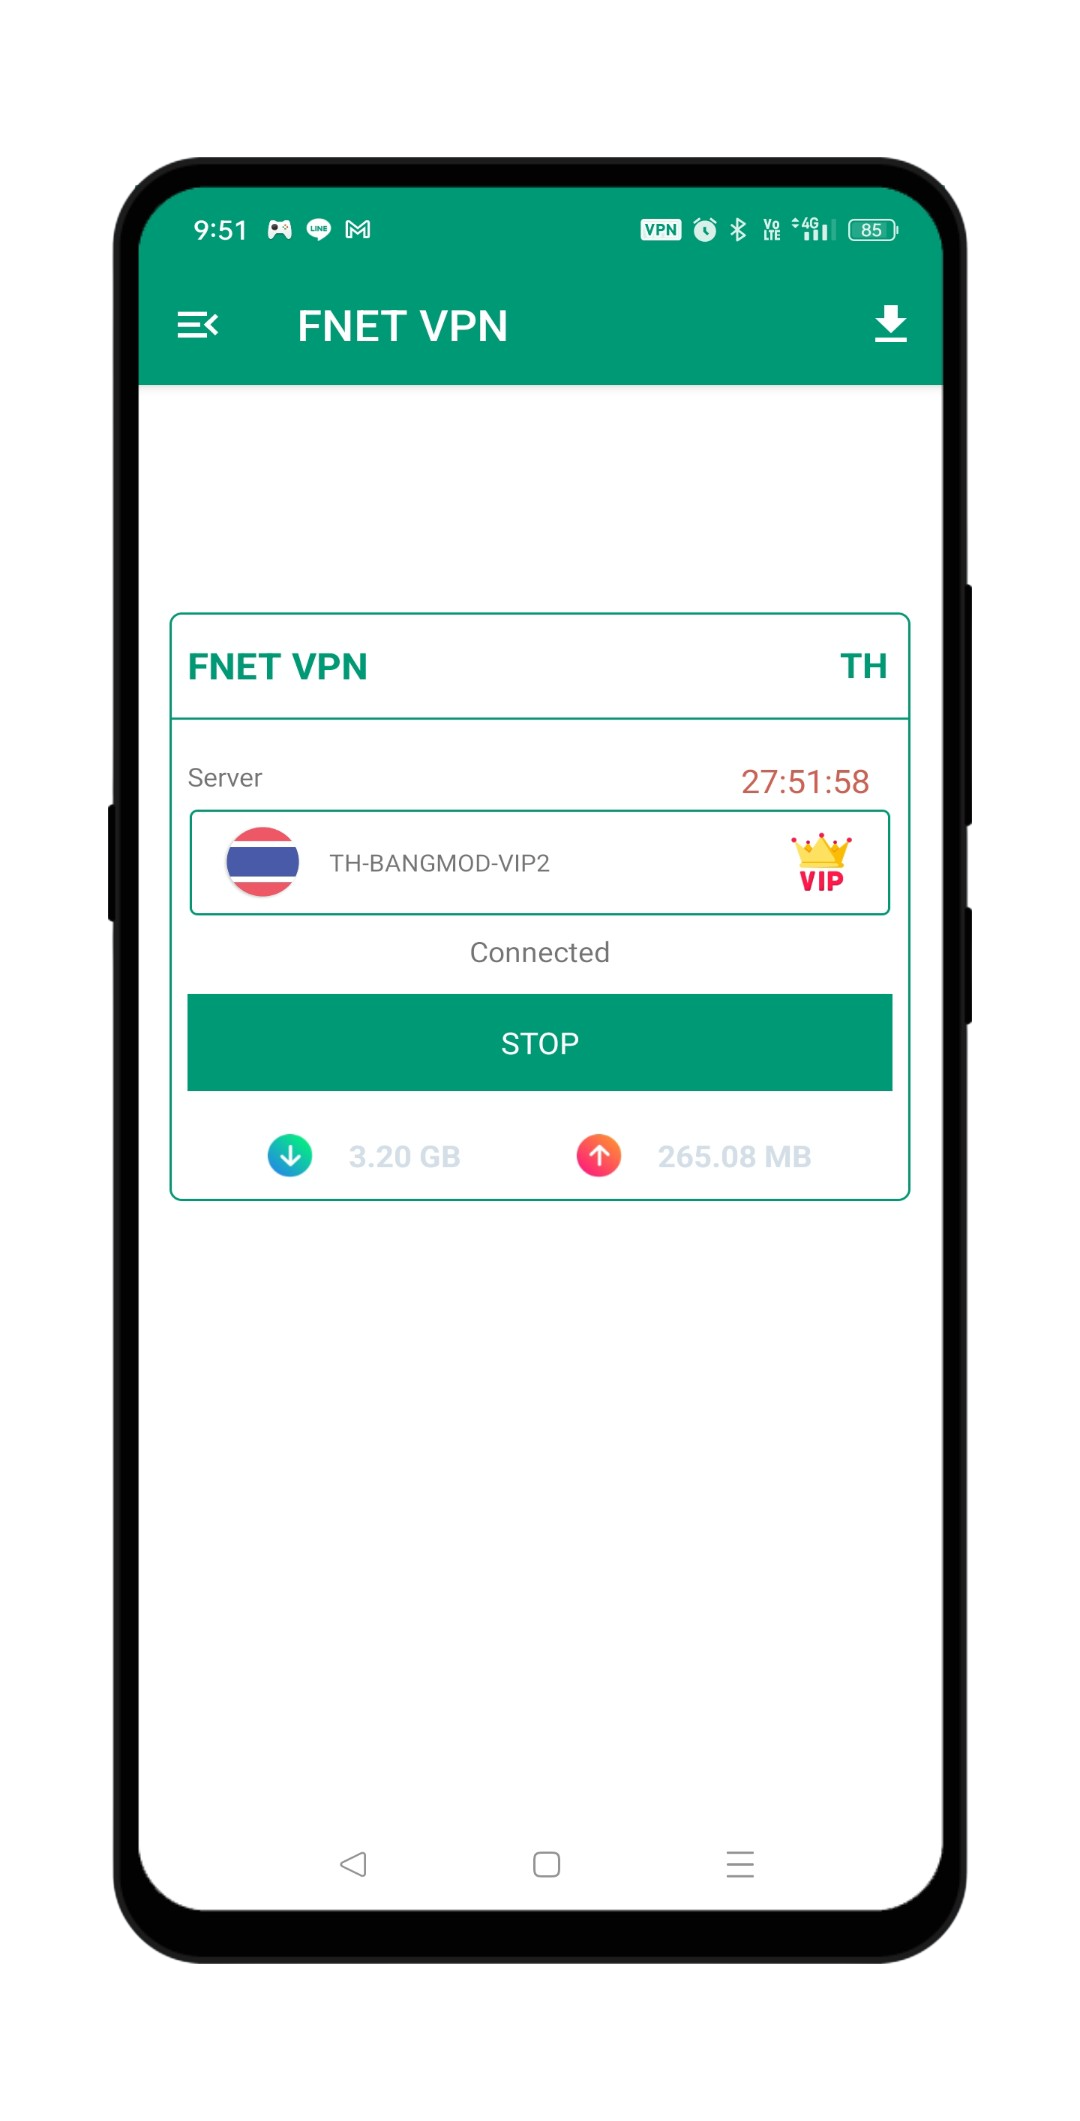 9:51 LINE VPN Vo LTE 4G 85
FNET VPN
FNET VPN TH
Server 27:51:58
TH-BANGMOD-VIP2 VIP
Connected
STOP
3.20 GB 265.08 MB